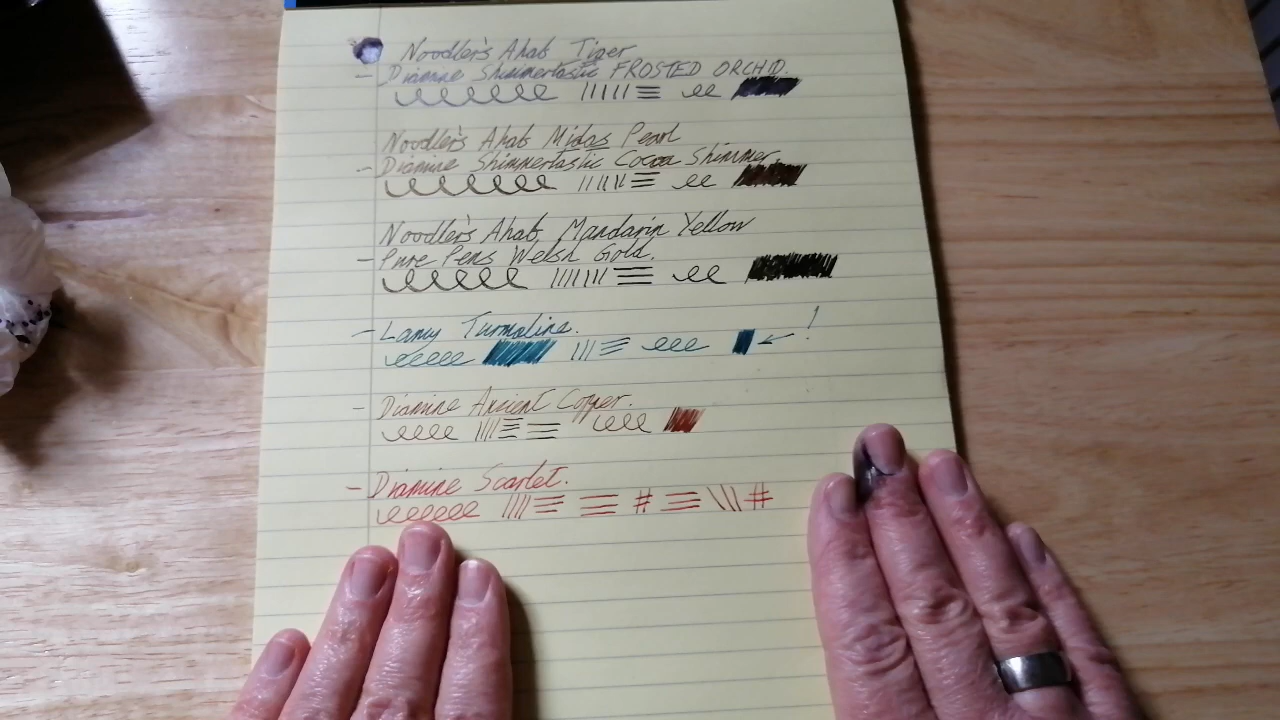 Noodler's Ahab Tiger
- Diamine Shimmertastic FROSTED ORCHID.
Noodler's Ahab Midas Pearl
- Diamine Shimmertastic Cocoa Shimmer.
Noodler's Ahab, Mandarin Yellow
- Pure Pens Welsh Gold.
- Lamy Turmaline. !
- Diamine Ancient Copper.
- Diamine Scarlet.
# #